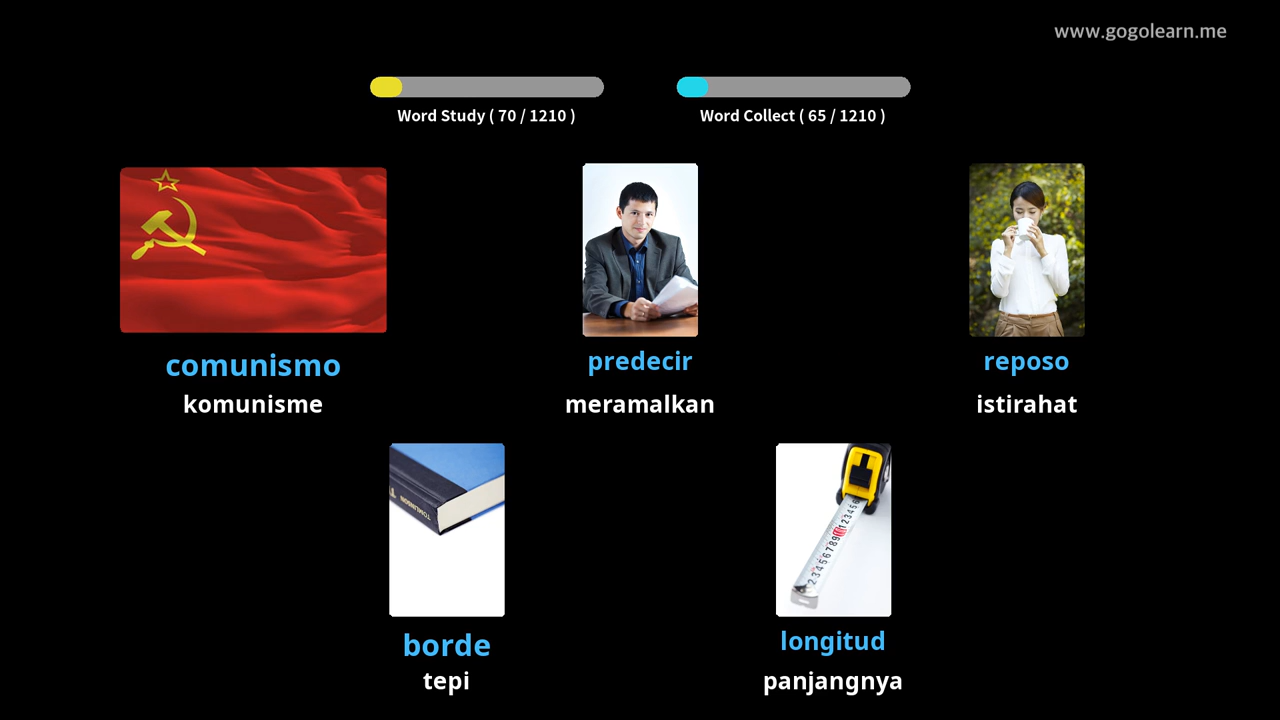 www.gogolearn.me
Word Study ( 70 / 1210 )
Word Collect ( 65 / 1210 )
comunismo
komunisme
predecir
meramalkan
reposo
istirahat
TOMLINSON
borde
tepi
longitud
panjangnya